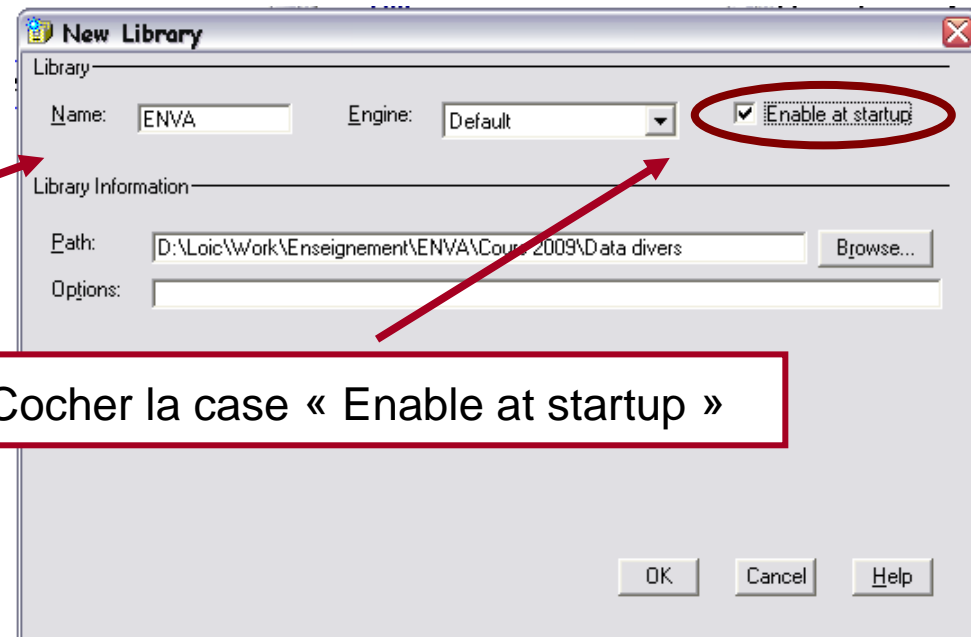 New Library
Library
Name: ENVA Engine: Default Enable at startup
Library Information
Path: D:\Loic\Work\Enseignement\ENVA\Cours 2009\Data divers Browse...
Options:
Cocher la case « Enable at startup »
OK Cancel Help